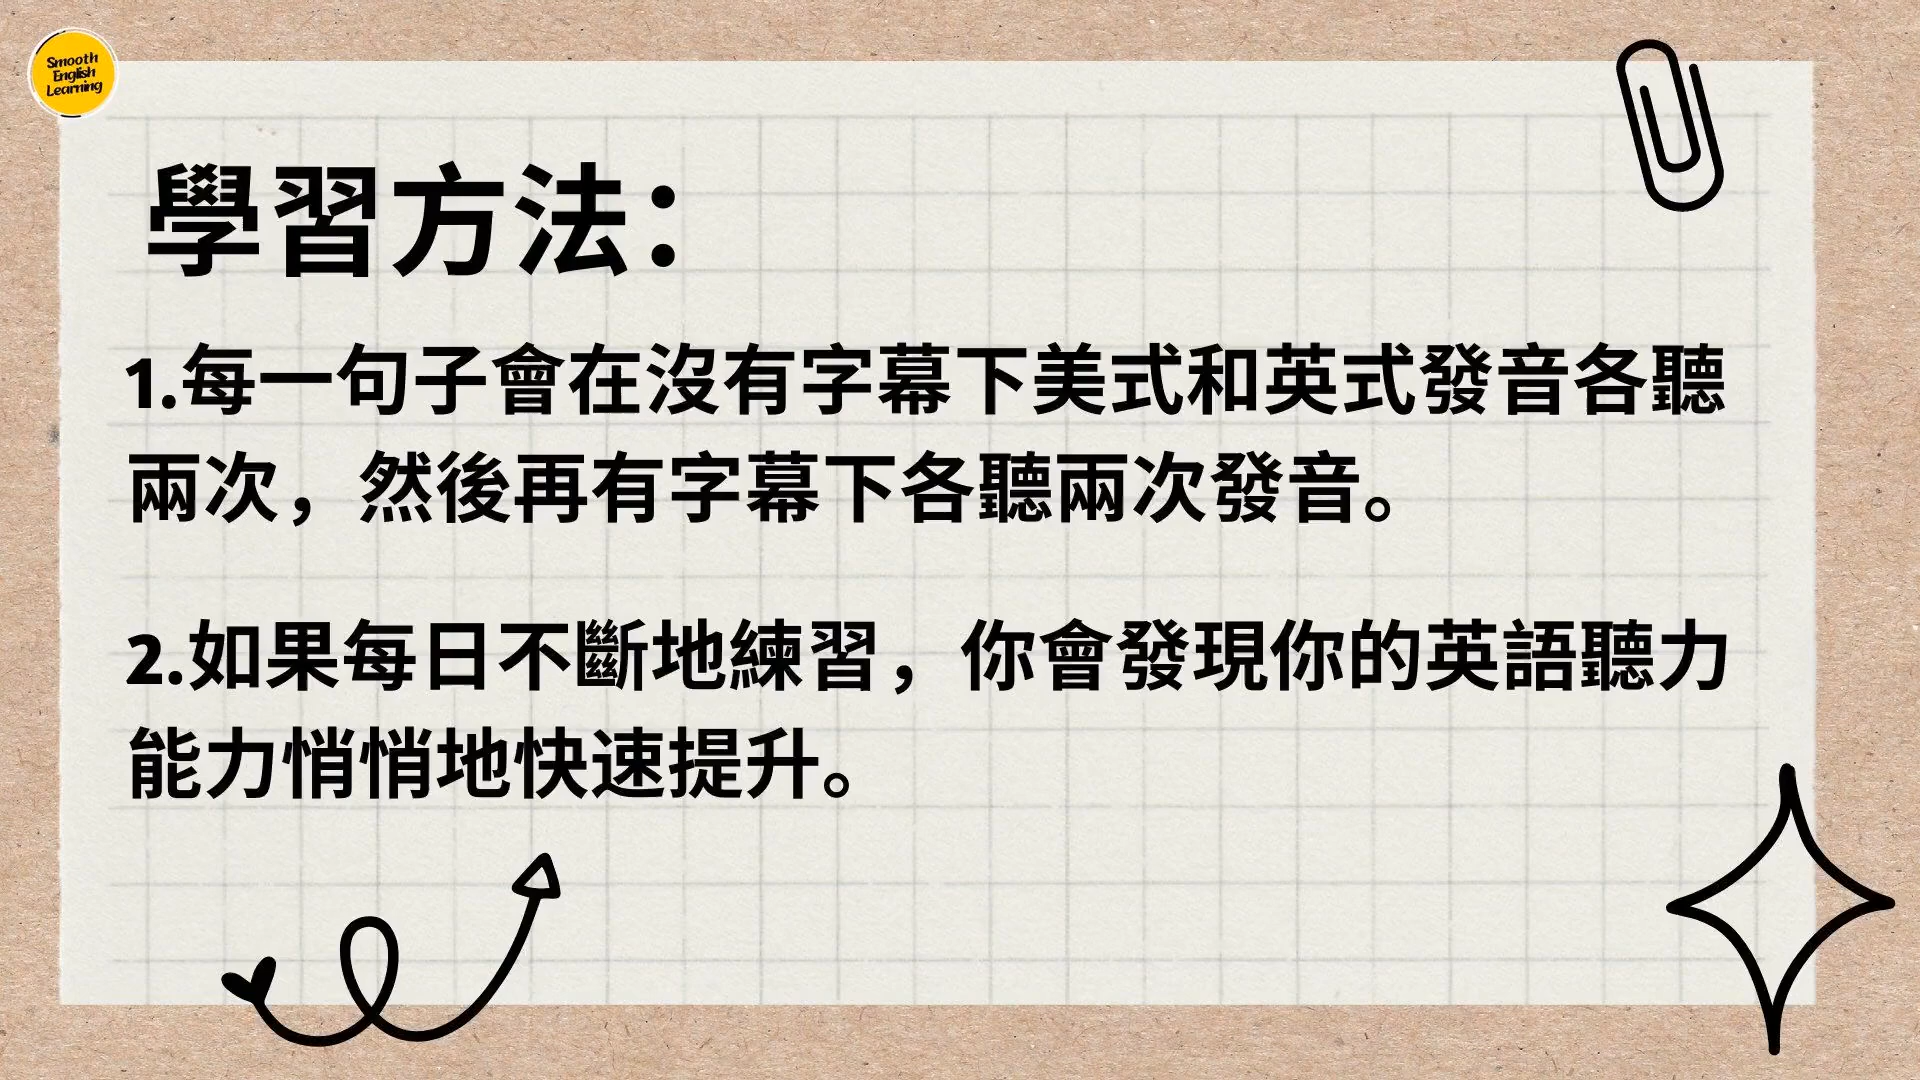 Smooth
English
Learning
學習方法：
1.每一句子會在沒有字幕下美式和英式發音各聽
兩次，然後再有字幕下各聽兩次發音。
2.如果每日不斷地練習，你會發現你的英語聽力
能力悄悄地快速提升。